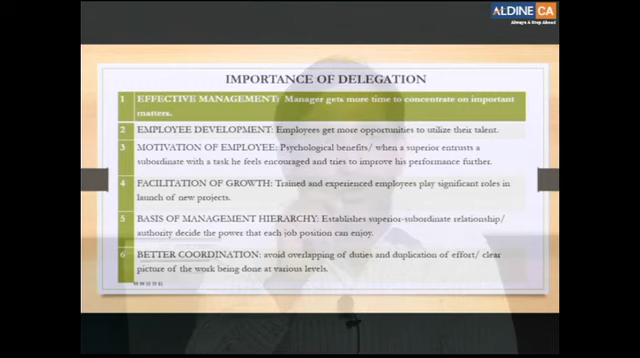 ALDINE CA
Always A Step Ahead
IMPORTANCE OF DELEGATION
1 EFFECTIVE MANAGEMENT: Manager gets more time to concentrate on important
matters.
2 EMPLOYEE DEVELOPMENT: Employees get more opportunities to utilize their talent.
3 MOTIVATION OF EMPLOYEE: Psychological benefits/ when a superior entrusts a
subordinate with a task he feels encouraged and tries to improve his performance further.
4 FACILITATION OF GROWTH: Trained and experienced employees play significant roles in
launch of new projects.
5 BASIS OF MANAGEMENT HIERARCHY: Establishes superior-subordinate relationship/
authority decide the power that each job position can enjoy.
6 BETTER COORDINATION: avoid overlapping of duties and duplication of effort/ clear
picture of the work being done at various levels.